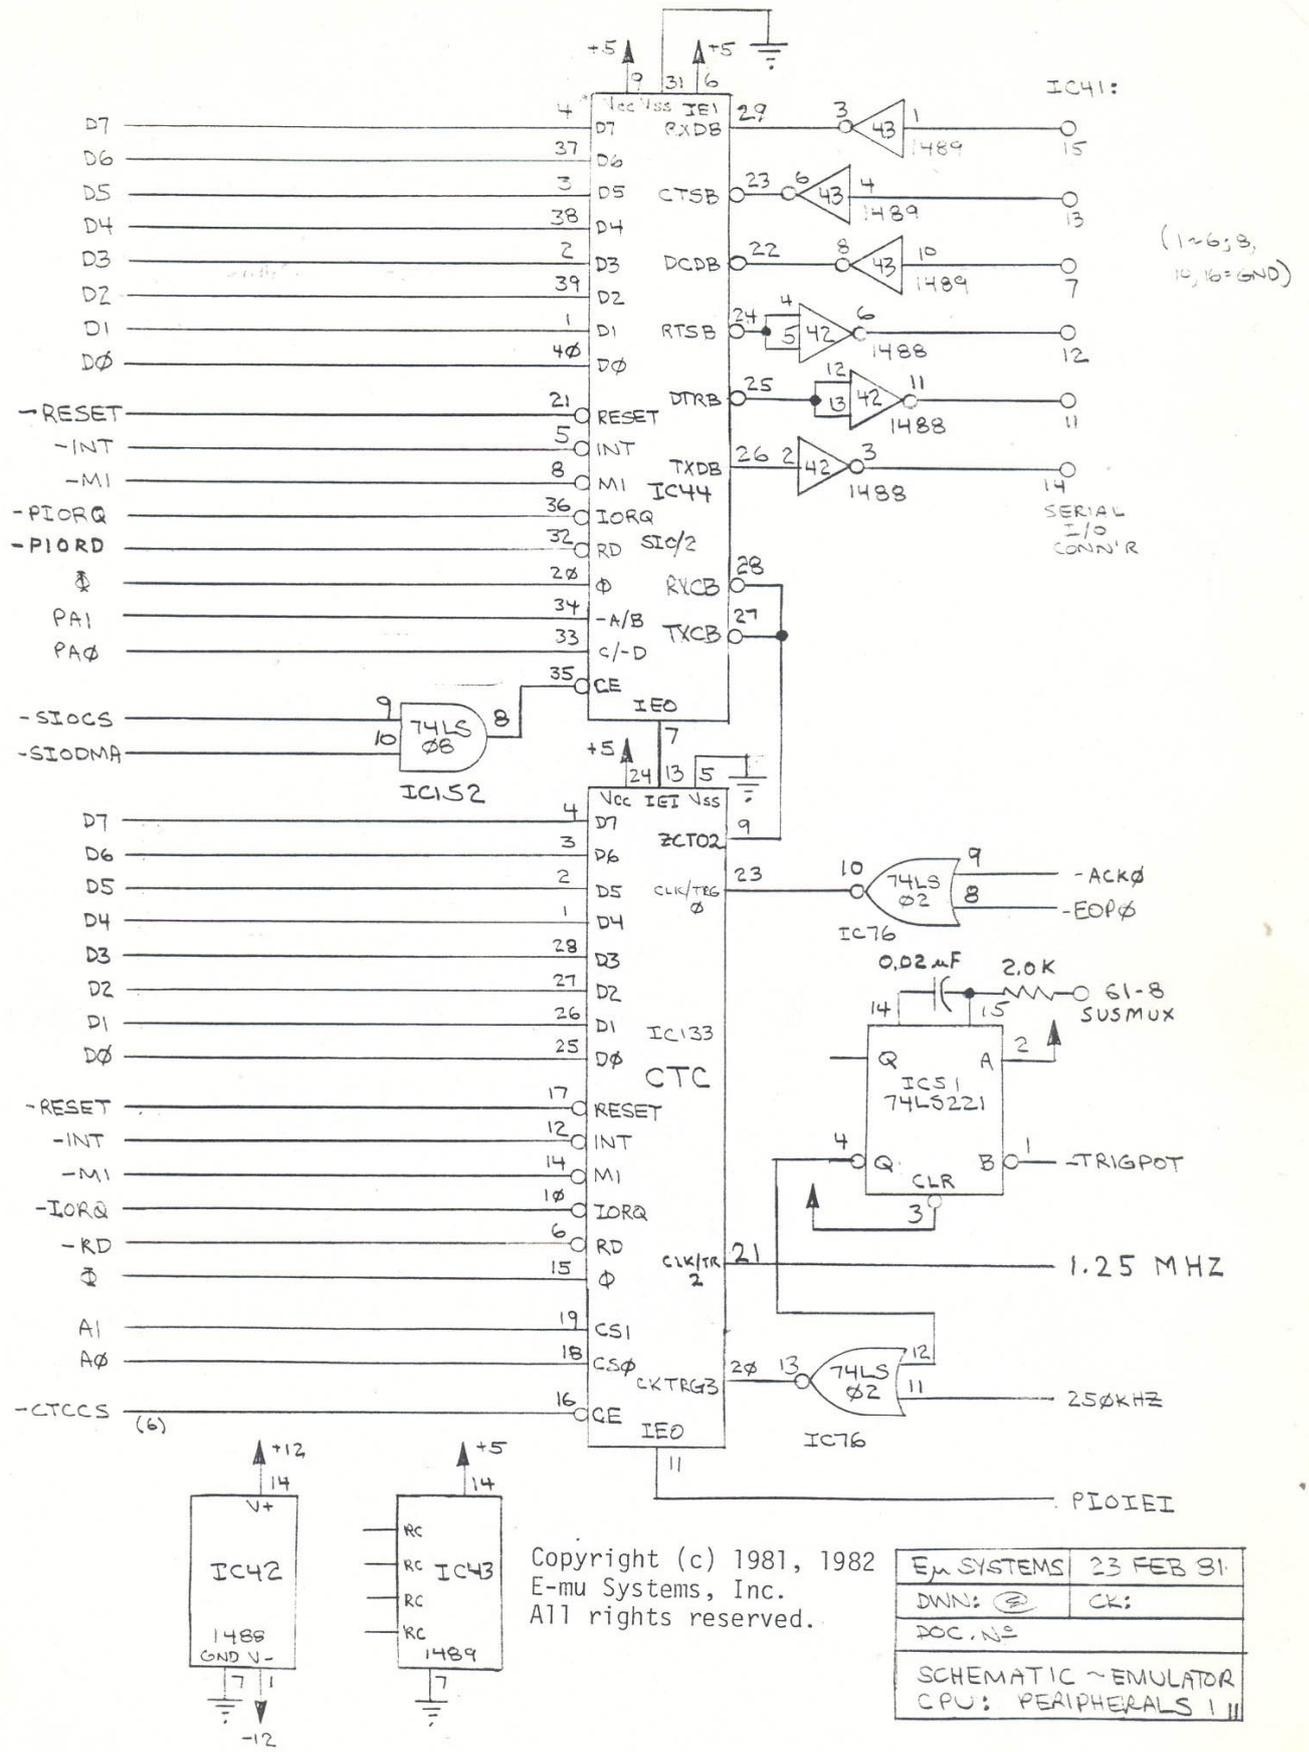 +5 +5
9 31 6
IC41:
Vcc Vss IEI
D7 4 D7 RXDB 29 3 43 1 1489 15
D6 37 D6
D5 3 D5 CTSB 23 6 43 4 1489 13
D4 38 D4
(1~6;8,
D3 2 D3 DCDB 22 8 43 10 1489 7
14,16=GND)
D2 39 D2
D1 1 D1 RTSB 24 4 5 42 6 1488 12
DØ 4Ø DØ
25 12 13 42 11 1488 11
DTRB
-RESET 21 RESET
-INT 5 INT
TXDB 26 2 42 3 1488 14
-M1 8 M1 IC44
SERIAL
I/O
CONN'R
-PIORQ 36 IORQ
-PIORD 32 RD SIO/2
Φ 2Ø Φ RXCB 28
PA1 34 -A/B
TXCB 27
PAØ 33 C/-D
35 CE
IEO
-SIOCS 9 74LS 8
-SIODMA 10 Ø8
IC152
7
+5
24 13 5
Vcc IEI Vss
D7 4 D7
ZCTO2 9
D6 3 D6
D5 2 D5 CLK/TRG Ø 23 10 74LS Ø2 9 -ACKØ
8 -EOPØ
D4 1 D4
IC76
D3 28 D3
0.02 µF 2.0K
D2 27 D2
14 15 61-8
SUSMUX
D1 26 D1 IC133
DØ 25 DØ
CTC
Q A 2
IC51
74LS221
-RESET 17 RESET
-INT 12 INT
4 Q B 1 -TRIGPOT
-M1 14 M1
CLR
3
-IORQ 1Ø IORQ
-RD 6 RD
CLK/TR 2 21 1.25 MHZ
Φ 15 Φ
A1 19 CS1
AØ 18 CSØ
CKTRG3 2Ø 13 74LS Ø2 12
11 25ØKHZ
-CTCCS (6) 16 CE
IEO
IC76
11
PIOIEI
+12
14
V+
IC42
1488
GND V-
7 1
-12
+5
14
RC
RC IC43
RC
RC
1489
7
Copyright (c) 1981, 1982
E-mu Systems, Inc.
All rights reserved.
Eµ SYSTEMS 23 FEB 81
DWN: CK:
DOC. Nº
SCHEMATIC ~ EMULATOR
CPU: PERIPHERALS 1